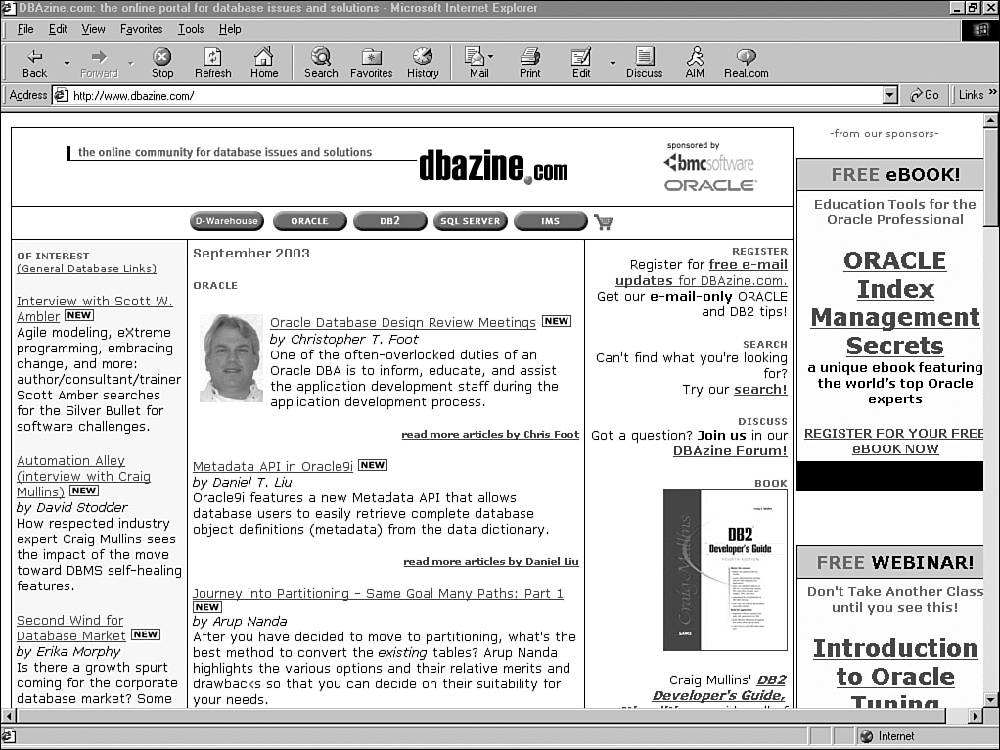 DBAzine.com: the online portal for database issues and solutions - Microsoft Internet Explorer
File Edit View Favorites Tools Help
Back Forward Stop Refresh Home Search Favorites History Mail Print Edit Discuss AIM Real.com
Address http://www.dbazine.com/ Go Links »
the online community for database issues and solutions
dbazine.com
sponsored by
bmcsoftware
ORACLE
D-Warehouse ORACLE DB2 SQL SERVER IMS
OF INTEREST
(General Database Links)
Interview with Scott W.
Ambler NEW
Agile modeling, eXtreme
programming, embracing
change, and more:
author/consultant/trainer
Scott Amber searches
for the Silver Bullet for
software challenges.
Automation Alley
(interview with Craig
Mullins) NEW
by David Stodder
How respected industry
expert Craig Mullins sees
the impact of the move
toward DBMS self-healing
features.
Second Wind for
Database Market NEW
by Erika Morphy
Is there a growth spurt
coming for the corporate
database market? Some
September 2003
ORACLE
Oracle Database Design Review Meetings NEW
by Christopher T. Foot
One of the often-overlooked duties of an
Oracle DBA is to inform, educate, and assist
the application development staff during the
application development process.
read more articles by Chris Foot
Metadata API in Oracle9i NEW
by Daniel T. Liu
Oracle9i features a new Metadata API that allows
database users to easily retrieve complete database
object definitions (metadata) from the data dictionary.
read more articles by Daniel Liu
Journey into Partitioning - Same Goal Many Paths: Part 1
NEW
by Arup Nanda
After you have decided to move to partitioning, what's the
best method to convert the existing tables? Arup Nanda
highlights the various options and their relative merits and
drawbacks so that you can decide on their suitability for
your needs.
REGISTER
Register for free e-mail
updates for DBAzine.com.
Get our e-mail-only ORACLE
and DB2 tips!
SEARCH
Can't find what you're looking
for?
Try our search!
DISCUSS
Got a question? Join us in our
DBAzine Forum!
BOOK
Craig S. Mullins
Craig Mullins
DB2
Developer's Guide
FOURTH EDITION
SAMS
Craig Mullins' DB2
Developer's Guide,
-from our sponsors-
FREE eBOOK!
Education Tools for the
Oracle Professional
ORACLE
Index
Management
Secrets
a unique ebook featuring
the world's top Oracle
experts
REGISTER FOR YOUR FREE
eBOOK NOW
FREE WEBINAR!
Don't Take Another Class
until you see this!
Introduction
to Oracle
Tuning
Internet